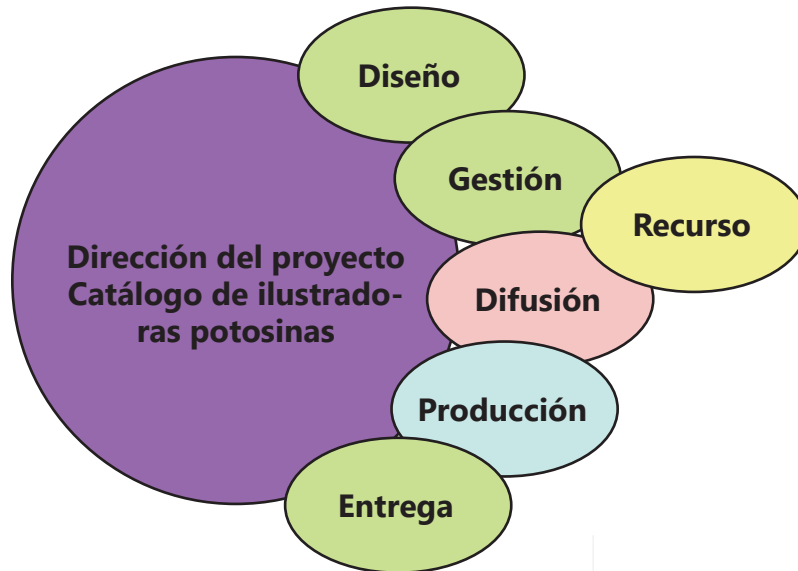 Diseño
Gestión
Recurso
Dirección del proyecto
Catálogo de ilustrado-
ras potosinas
Difusión
Producción
Entrega